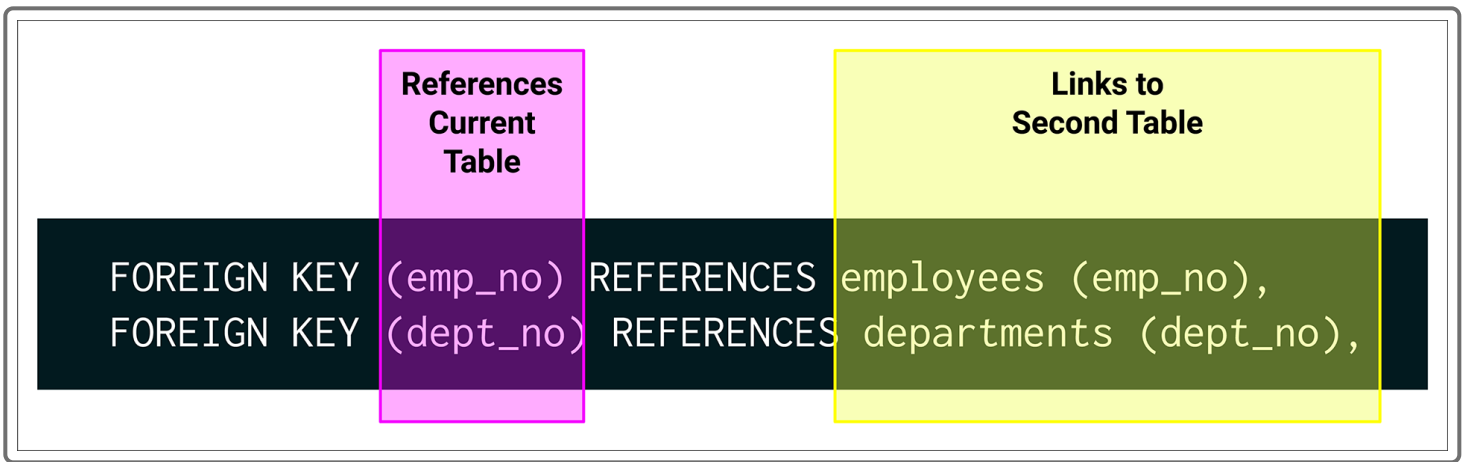 References
Current
Table
Links to
Second Table
FOREIGN KEY (emp_no) REFERENCES employees (emp_no),
FOREIGN KEY (dept_no) REFERENCES departments (dept_no),